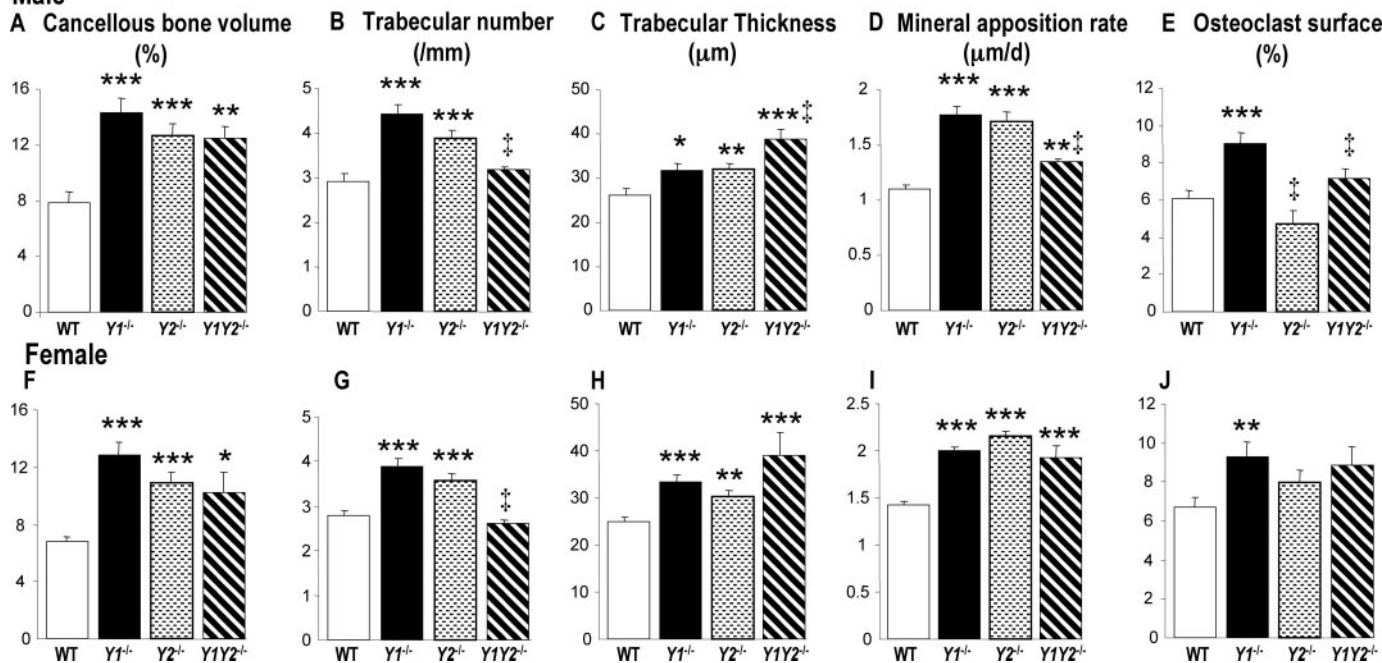 Male
A Cancellous bone volume (%)
B Trabecular number (/mm)
C Trabecular Thickness (μm)
D Mineral apposition rate (μm/d)
E Osteoclast surface (%)
16
12
8
4
0
*** *** **
WT Y1-/- Y2-/- Y1Y2-/-
5
4
3
2
1
0
*** *** ‡
WT Y1-/- Y2-/- Y1Y2-/-
50
40
30
20
10
0
* ** ***‡
WT Y1-/- Y2-/- Y1Y2-/-
2
1.5
1
0.5
0
*** *** **‡
WT Y1-/- Y2-/- Y1Y2-/-
12
10
8
6
4
2
0
*** ‡ ‡
WT Y1-/- Y2-/- Y1Y2-/-
Female
F
16
12
8
4
0
*** *** *
WT Y1-/- Y2-/- Y1Y2-/-
G
5
4
3
2
1
0
*** *** ‡
WT Y1-/- Y2-/- Y1Y2-/-
H
50
40
30
20
10
0
*** ** ***
WT Y1-/- Y2-/- Y1Y2-/-
I
2.5
2
1.5
1
0.5
0
*** *** ***
WT Y1-/- Y2-/- Y1Y2-/-
J
12
10
8
6
4
2
0
**
WT Y1-/- Y2-/- Y1Y2-/-